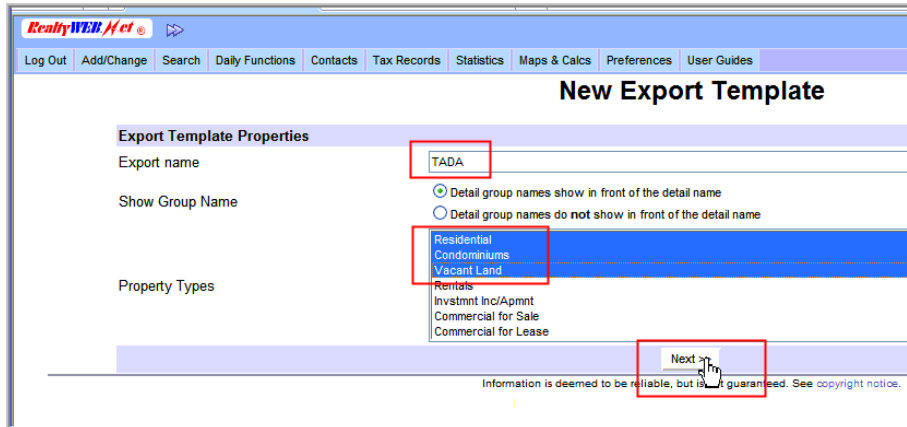 RealtyWEB.Net ®
Log Out Add/Change Search Daily Functions Contacts Tax Records Statistics Maps & Calcs Preferences User Guides
New Export Template
Export Template Properties
Export name TADA
Show Group Name
Detail group names show in front of the detail name
Detail group names do not show in front of the detail name
Property Types
Residential
Condominiums
Vacant Land
Rentals
Invstmnt Inc/Apmnt
Commercial for Sale
Commercial for Lease
Next >
Information is deemed to be reliable, but is guaranteed. See copyright notice.